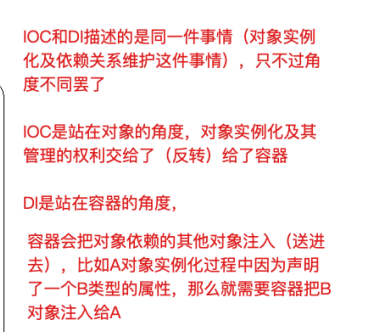 IOC和DI描述的是同一件事情（对象实例
化及依赖关系维护这件事情），只不过角
度不同罢了
IOC是站在对象的角度，对象实例化及其
管理的权利交给了（反转）给了容器
DI是站在容器的角度，
容器会把对象依赖的其他对象注入（送进
去），比如A对象实例化过程中因为声明
了一个B类型的属性，那么就需要容器把B
对象注入给A